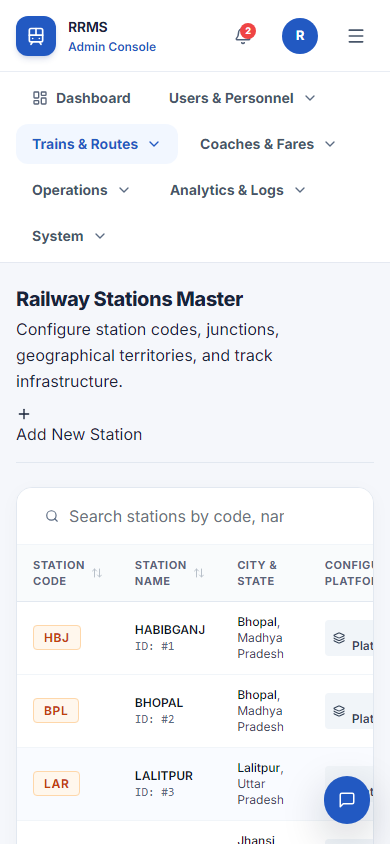 RRMS
Admin Console
2
R
Dashboard
Users & Personnel
Trains & Routes
Coaches & Fares
Operations
Analytics & Logs
System
Railway Stations Master
Configure station codes, junctions,
geographical territories, and track
infrastructure.
+
Add New Station
Search stations by code, nar
STATION CODE
STATION NAME
CITY & STATE
HBJ
HABIBGANJ
ID: #1
Bhopal,
Madhya
Pradesh
BPL
BHOPAL
ID: #2
Bhopal,
Madhya
Pradesh
LAR
LALITPUR
ID: #3
Lalitpur,
Uttar
Pradesh
Jhansi